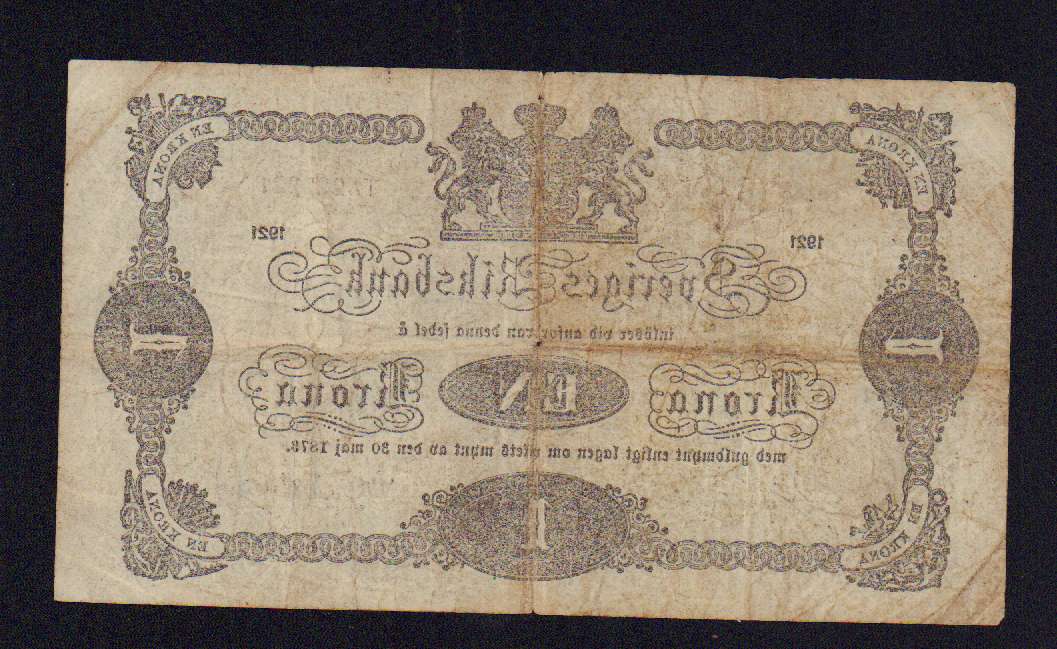 EN KRONA EN KRONA
1921 1921
Sveriges Riksbank
inlöser vid anfordran denna sedel å
1 1
Krona EN Krona
med guldmynt enligt lagen om rikets mynt av den 30 maj 1873.
EN KRONA EN KRONA
1